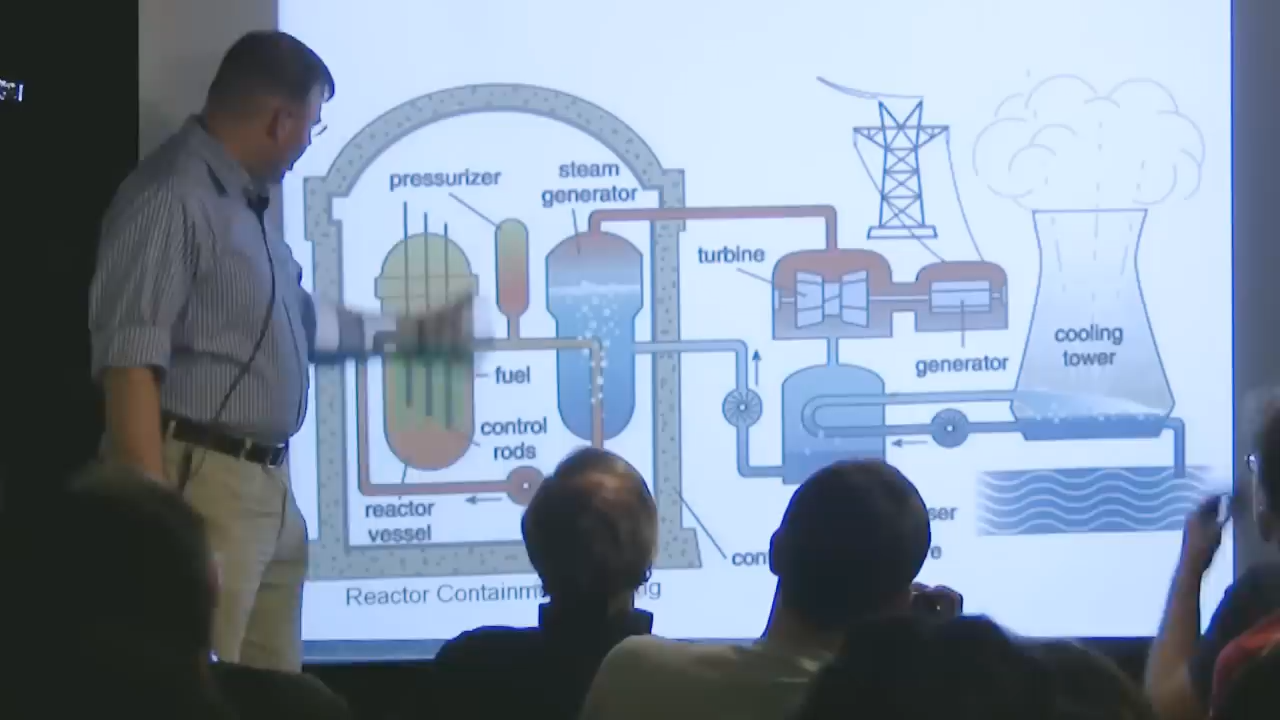 steam
generator
pressurizer
turbine
cooling
tower
generator
fuel
control
rods
reactor
vessel